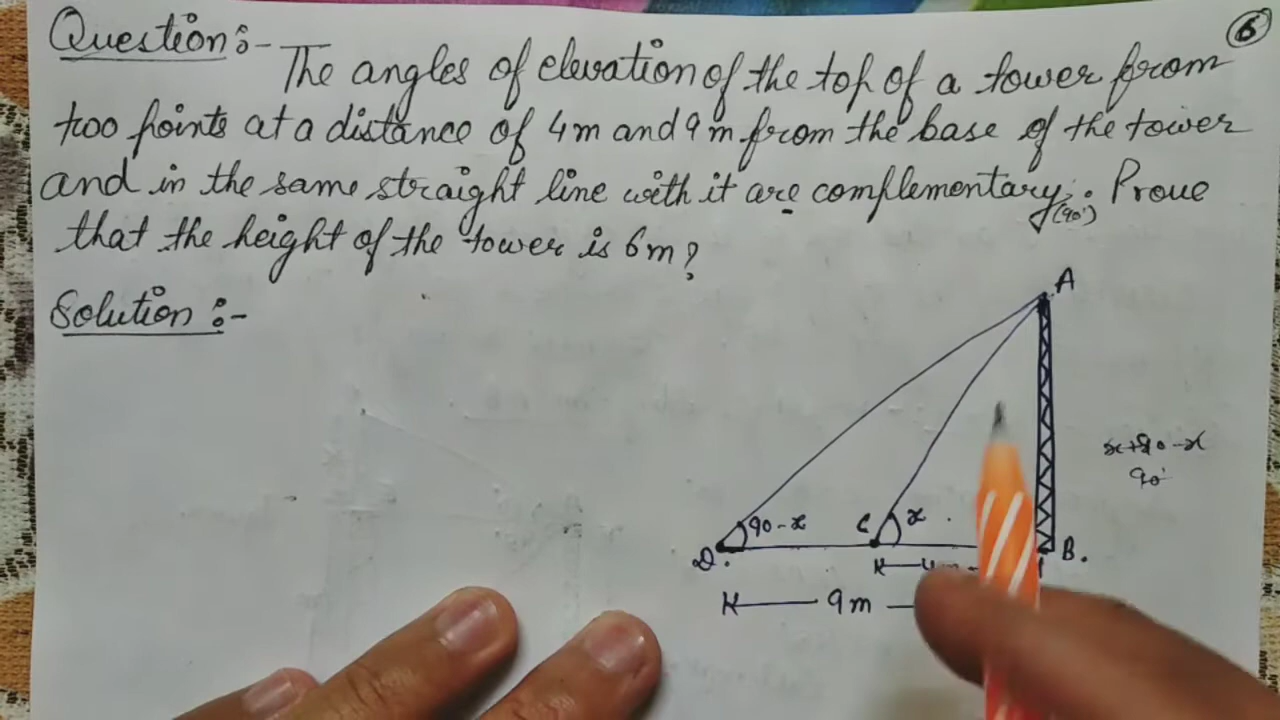 6
Question:-
The angles of elevation of the top of a tower from
two points at a distance of 4m and 9m from the base of the tower
and in the same straight line with it are complementary. Prove
(90°)
that the height of the tower is 6m?
Solution :-
A
x+90-x
90°
90-x
C
x
D.
B.
9m